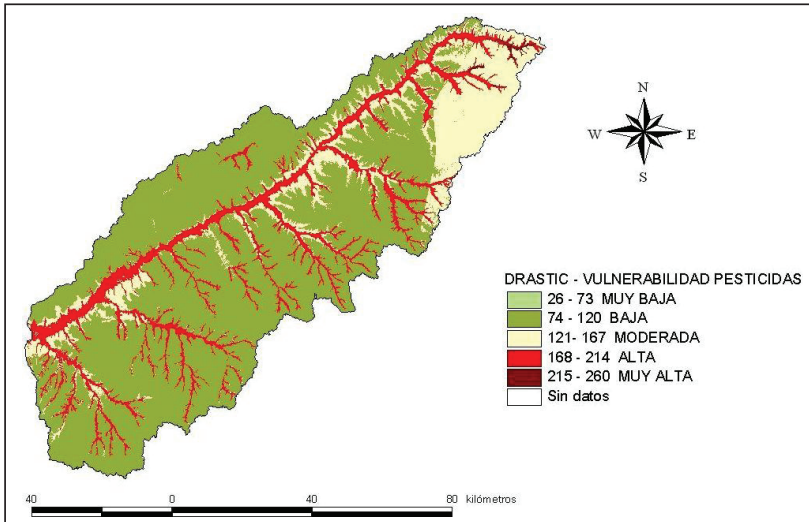 N
W E
S
DRASTIC - VULNERABILIDAD PESTICIDAS
26 - 73 MUY BAJA
74 - 120 BAJA
121 - 167 MODERADA
168 - 214 ALTA
215 - 260 MUY ALTA
Sin datos
40 0 40 80 kilómetros